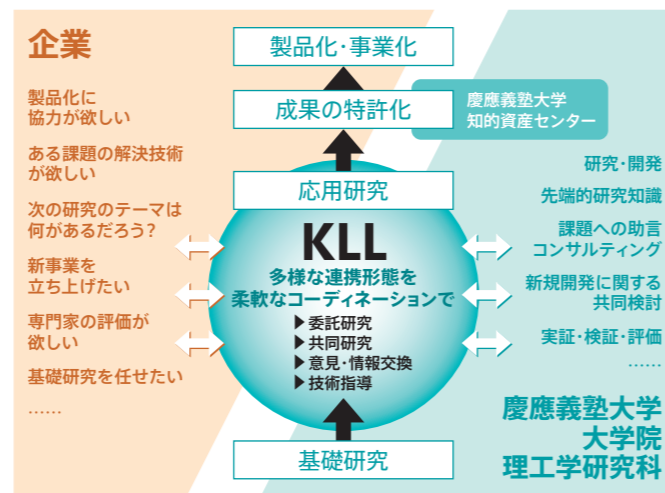 企業
製品化に
協力が欲しい
ある課題の解決技術
が欲しい
次の研究のテーマは
何があるだろう?
新事業を
立ち上げたい
専門家の評価が
欲しい
基礎研究を任せたい
……
製品化・事業化
成果の特許化
慶應義塾大学
知的資産センター
応用研究
KLL
多様な連携形態を
柔軟なコーディネーションで
▶委託研究
▶共同研究
▶意見・情報交換
▶技術指導
基礎研究
研究・開発
先端的研究知識
課題への助言
コンサルティング
新規開発に関する
共同検討
実証・検証・評価
……
慶應義塾大学
大学院
理工学研究科